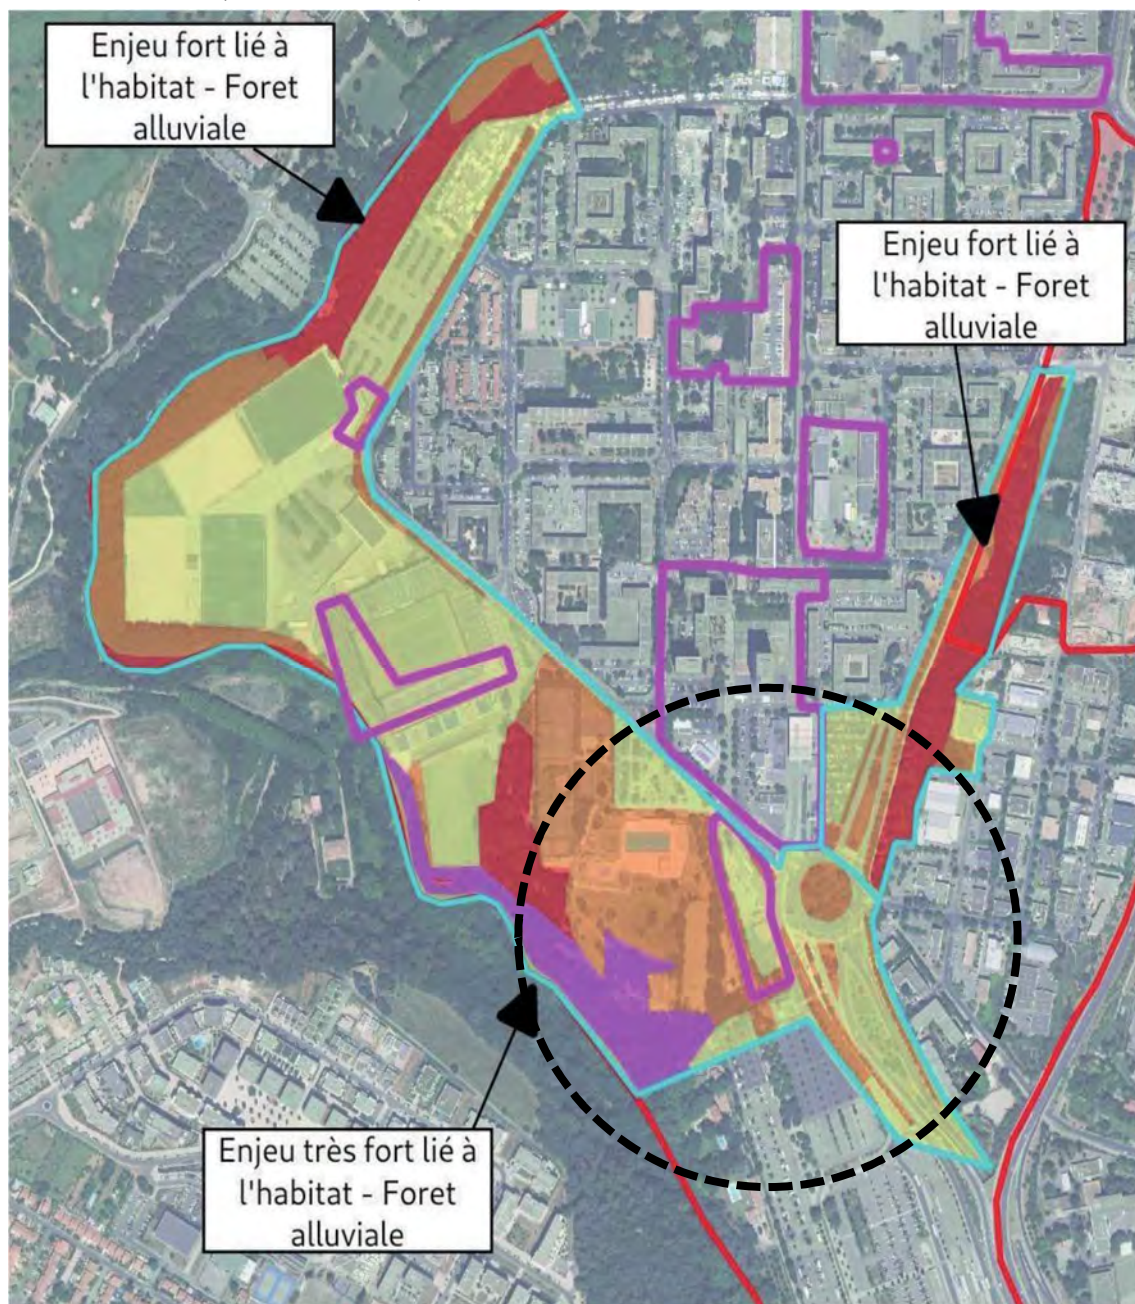 Enjeu fort lié à
l'habitat - Foret
alluviale
Enjeu fort lié à
l'habitat - Foret
alluviale
Enjeu très fort lié à
l'habitat - Foret
alluviale